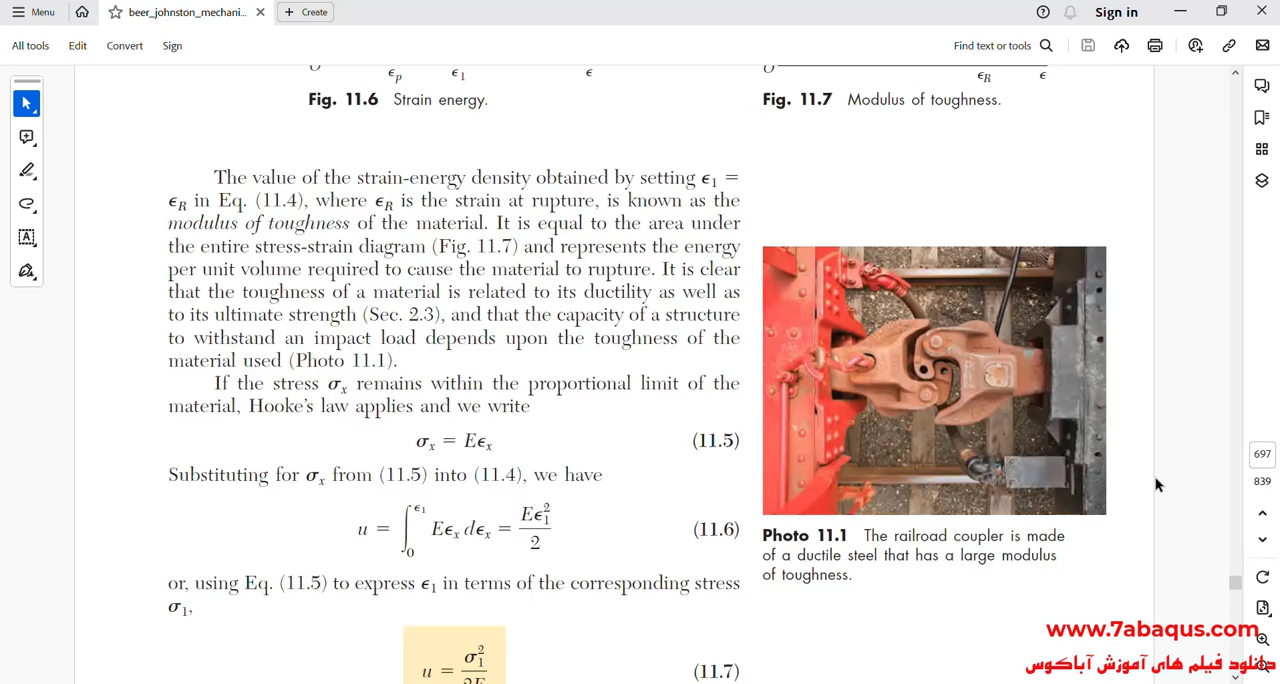 Menu
beer_johnston_mechani...
Create
Sign in
All tools
Edit
Convert
Sign
Find text or tools
O
ϵp
ϵ1
ϵ
O
ϵR
ϵ
Fig. 11.6 Strain energy.
Fig. 11.7 Modulus of toughness.
The value of the strain-energy density obtained by setting ϵ1 =
ϵR in Eq. (11.4), where ϵR is the strain at rupture, is known as the
modulus of toughness of the material. It is equal to the area under
the entire stress-strain diagram (Fig. 11.7) and represents the energy
per unit volume required to cause the material to rupture. It is clear
that the toughness of a material is related to its ductility as well as
to its ultimate strength (Sec. 2.3), and that the capacity of a structure
to withstand an impact load depends upon the toughness of the
material used (Photo 11.1).
If the stress σx remains within the proportional limit of the
material, Hooke's law applies and we write
σx = Eϵx (11.5)
Substituting for σx from (11.5) into (11.4), we have
u = ∫0^ϵ1 Eϵx dϵx = Eϵ1²/2 (11.6)
or, using Eq. (11.5) to express ϵ1 in terms of the corresponding stress
σ1,
u = σ1²/2E (11.7)
Photo 11.1 The railroad coupler is made
of a ductile steel that has a large modulus
of toughness.
697
839
www.7abaqus.com
دانلود فیلم های آموزش آباکوس